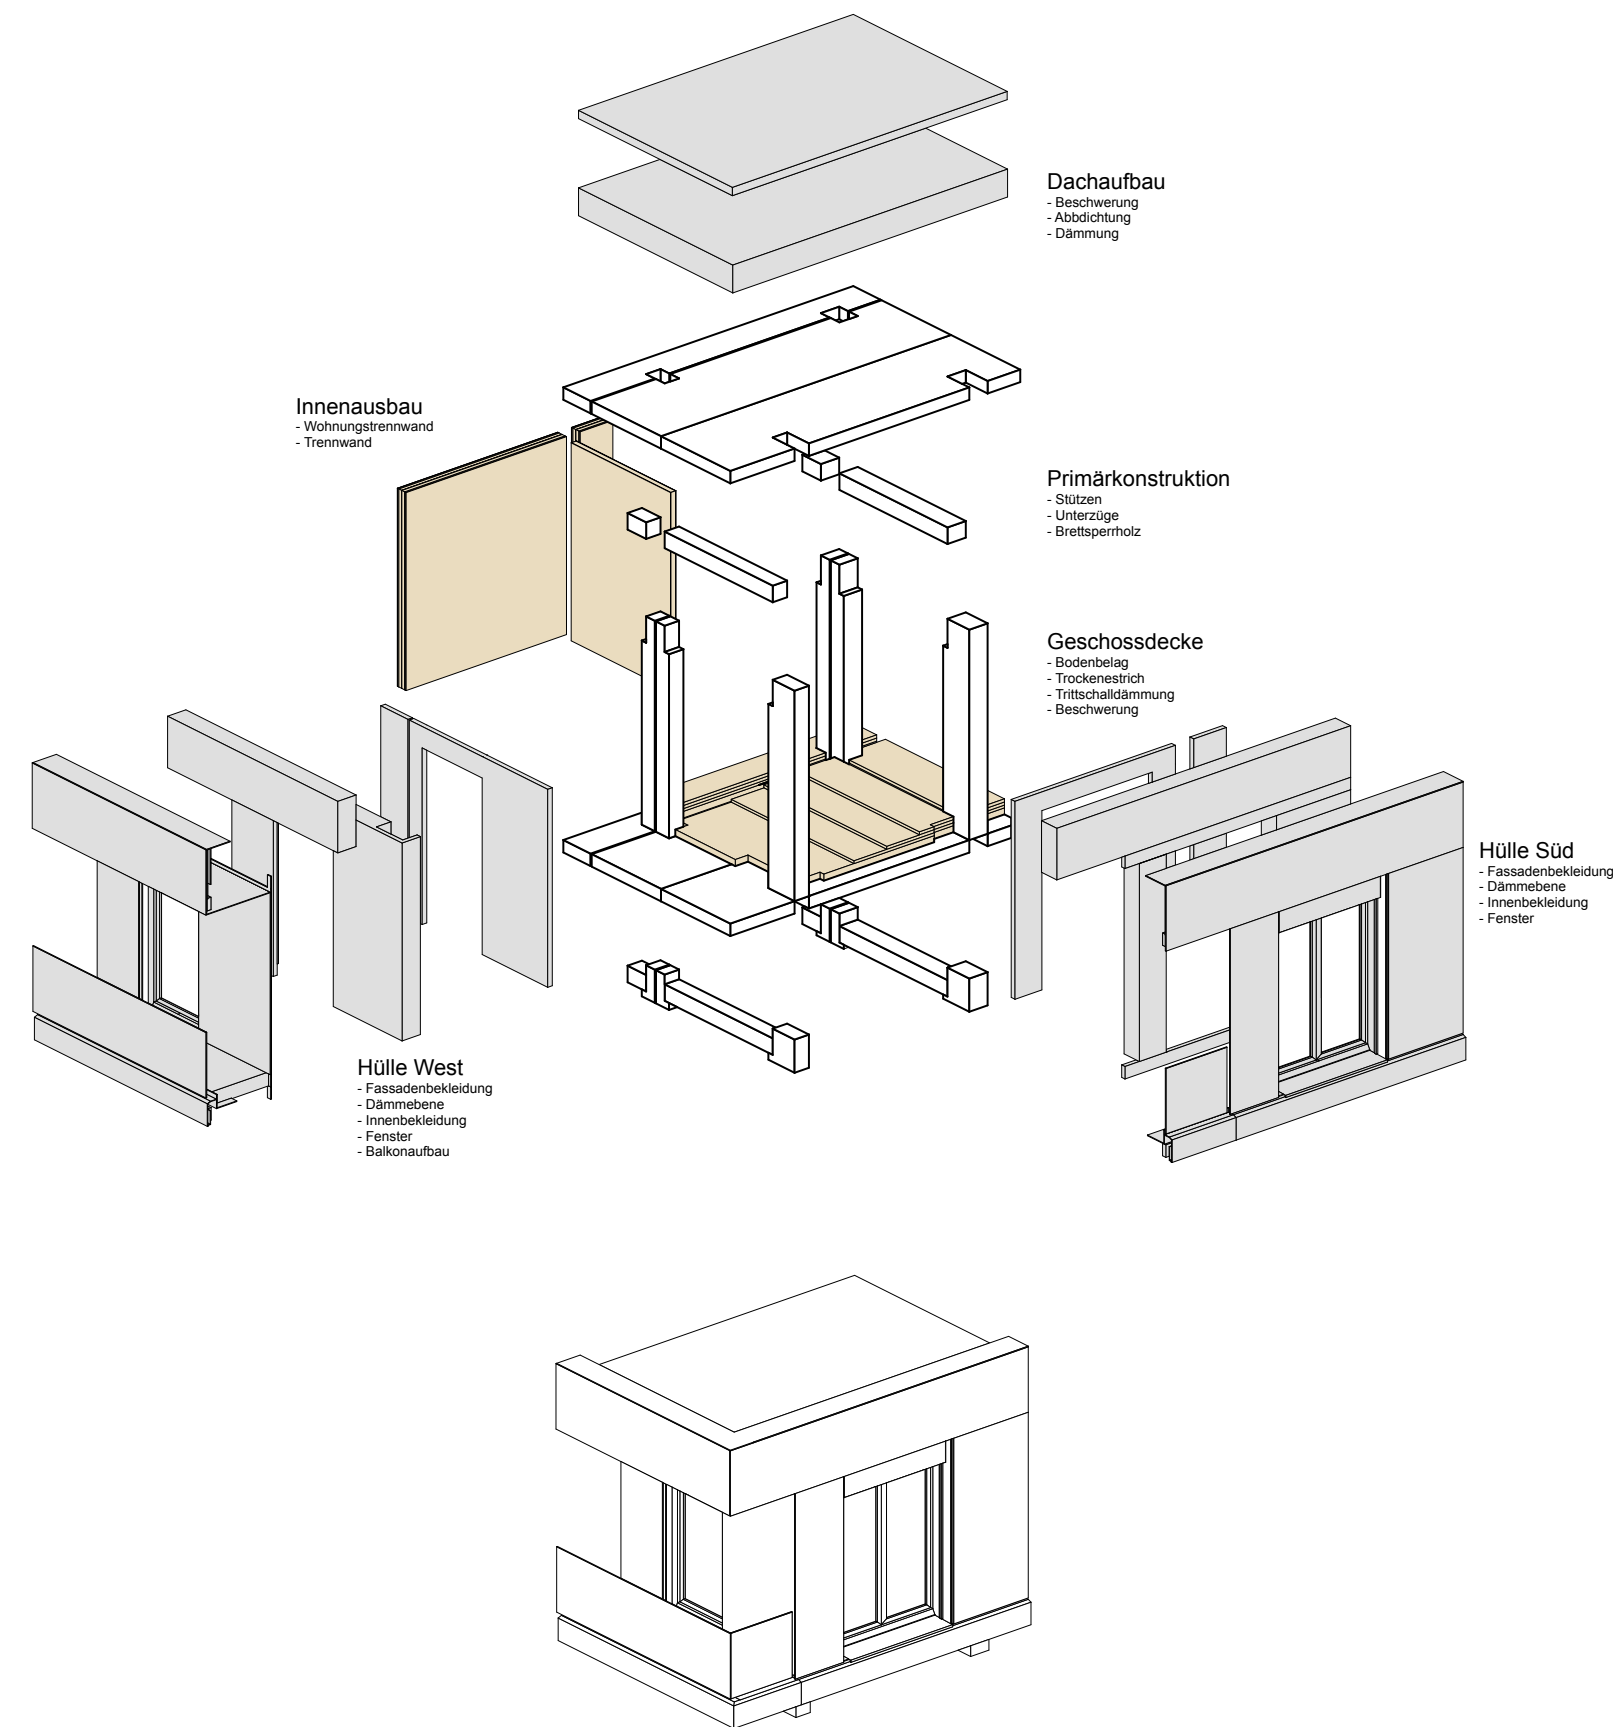 Dachaufbau
- Beschwerung
- Abbdichtung
- Dämmung
Innenausbau
- Wohnungstrennwand
- Trennwand
Primärkonstruktion
- Stützen
- Unterzüge
- Brettsperrholz
Geschossdecke
- Bodenbelag
- Trockenestrich
- Trittschalldämmung
- Beschwerung
Hülle Süd
- Fassadenbekleidung
- Dämmebene
- Innenbekleidung
- Fenster
Hülle West
- Fassadenbekleidung
- Dämmebene
- Innenbekleidung
- Fenster
- Balkonaufbau